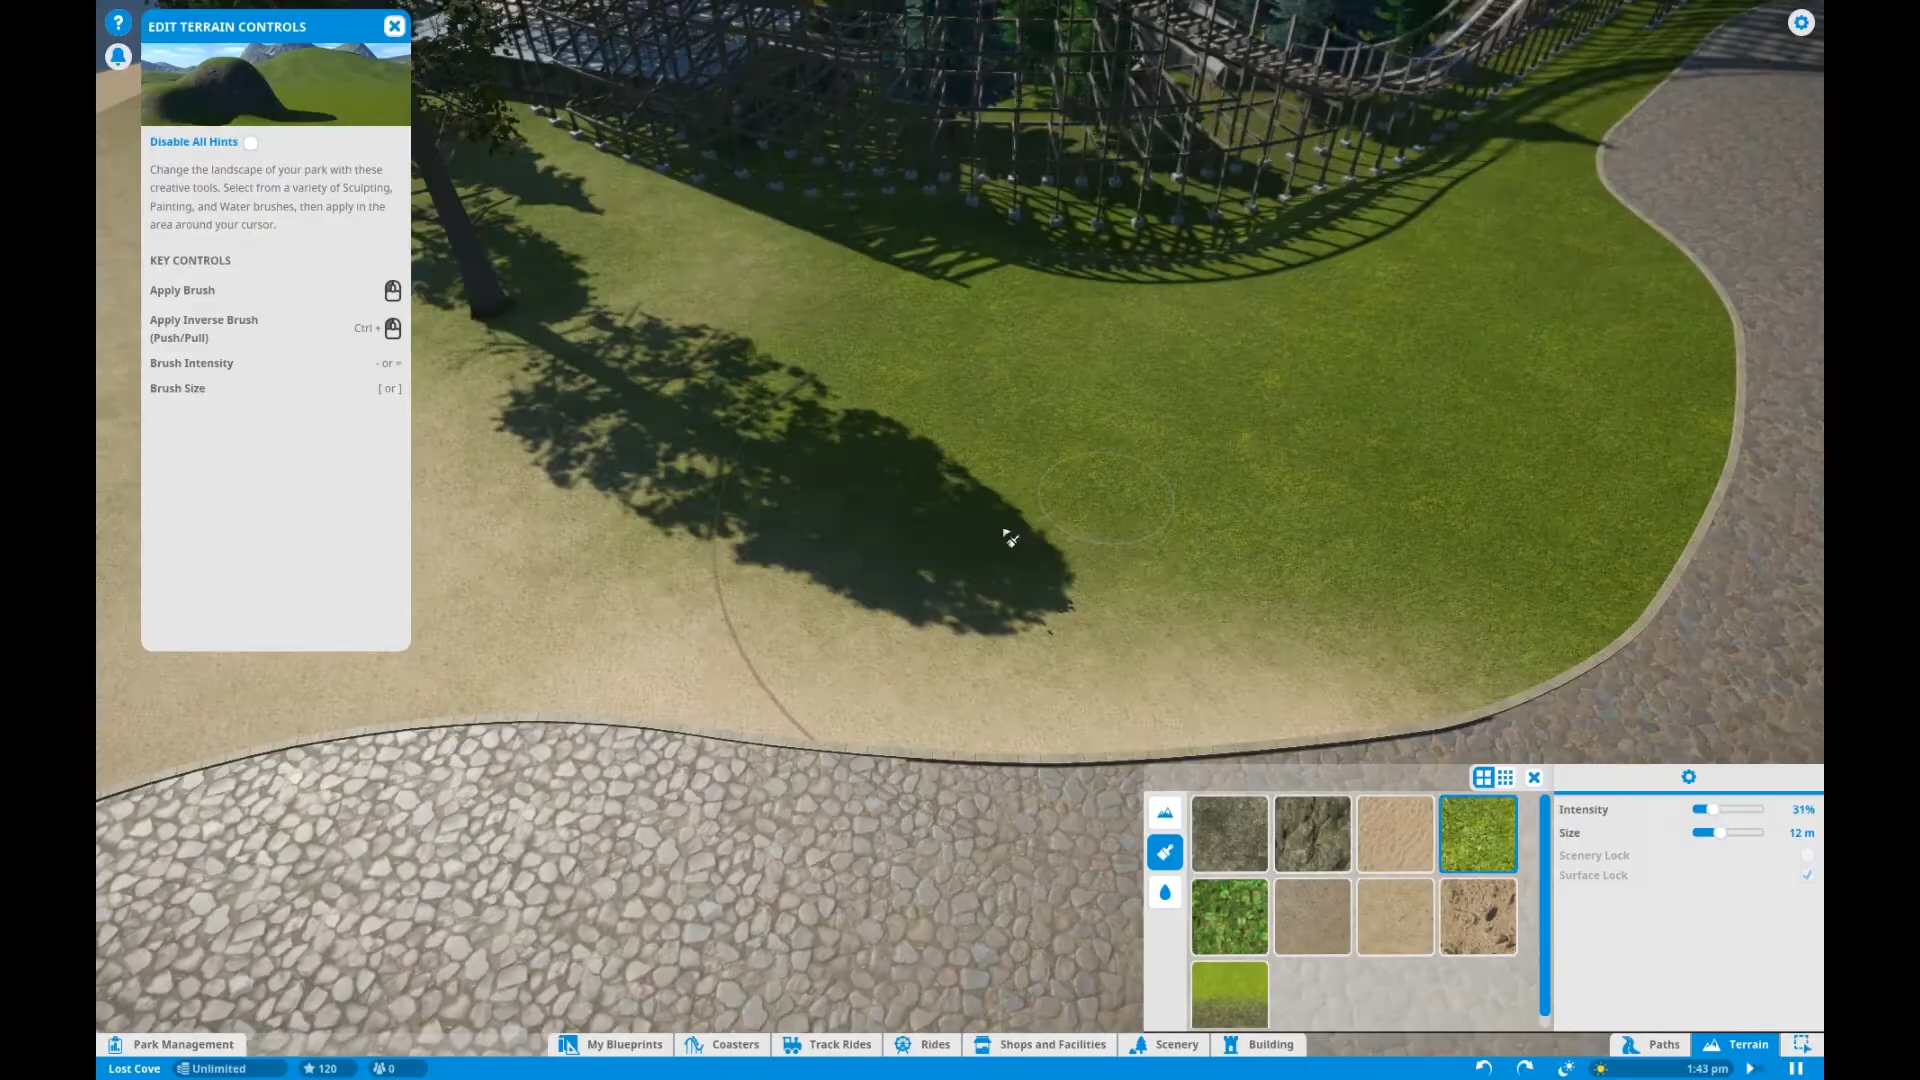 ?
EDIT TERRAIN CONTROLS
Disable All Hints
Change the landscape of your park with these
creative tools. Select from a variety of Sculpting,
Painting, and Water brushes, then apply in the
area around your cursor.
KEY CONTROLS
Apply Brush
Apply Inverse Brush
(Push/Pull)
Ctrl +
Brush Intensity
- or =
Brush Size
[ or ]
Intensity
31%
Size
12 m
Scenery Lock
Surface Lock
Park Management
My Blueprints
Coasters
Track Rides
Rides
Shops and Facilities
Scenery
Building
Paths
Terrain
Lost Cove
Unlimited
120
0
1:43 pm